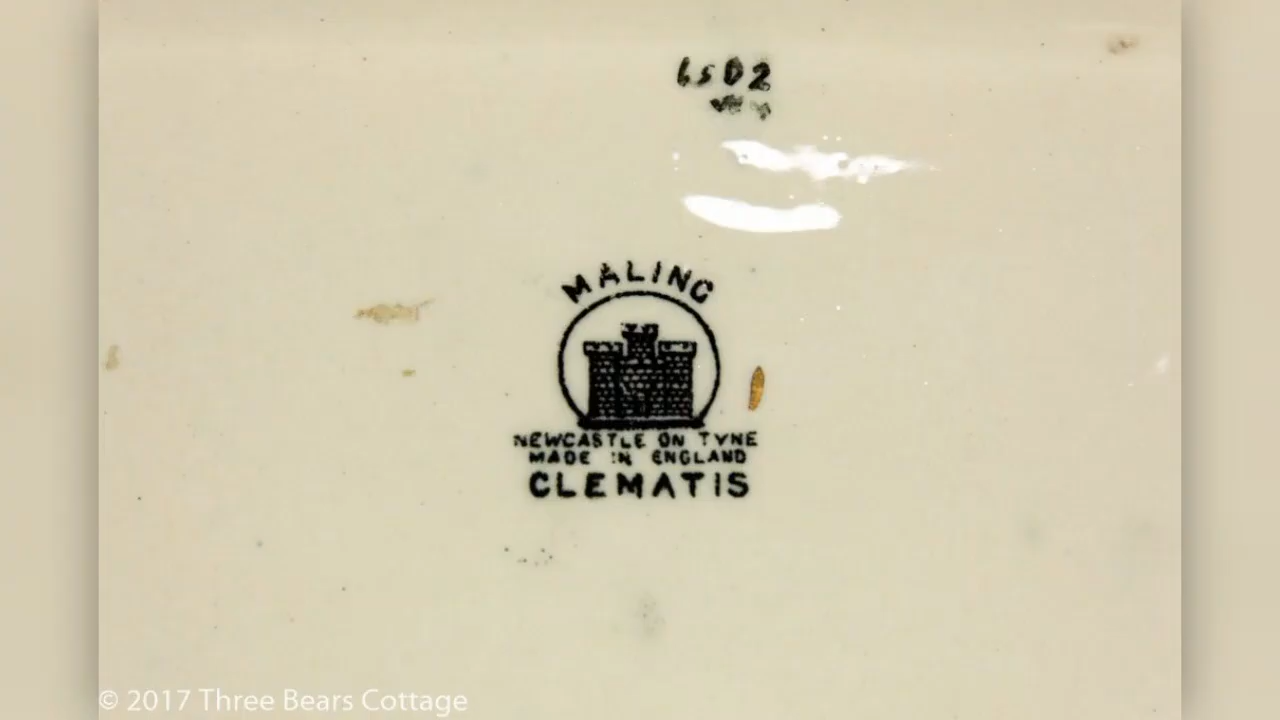 6502
MALING
NEWCASTLE ON TYNE
MADE IN ENGLAND
CLEMATIS
© 2017 Three Bears Cottage